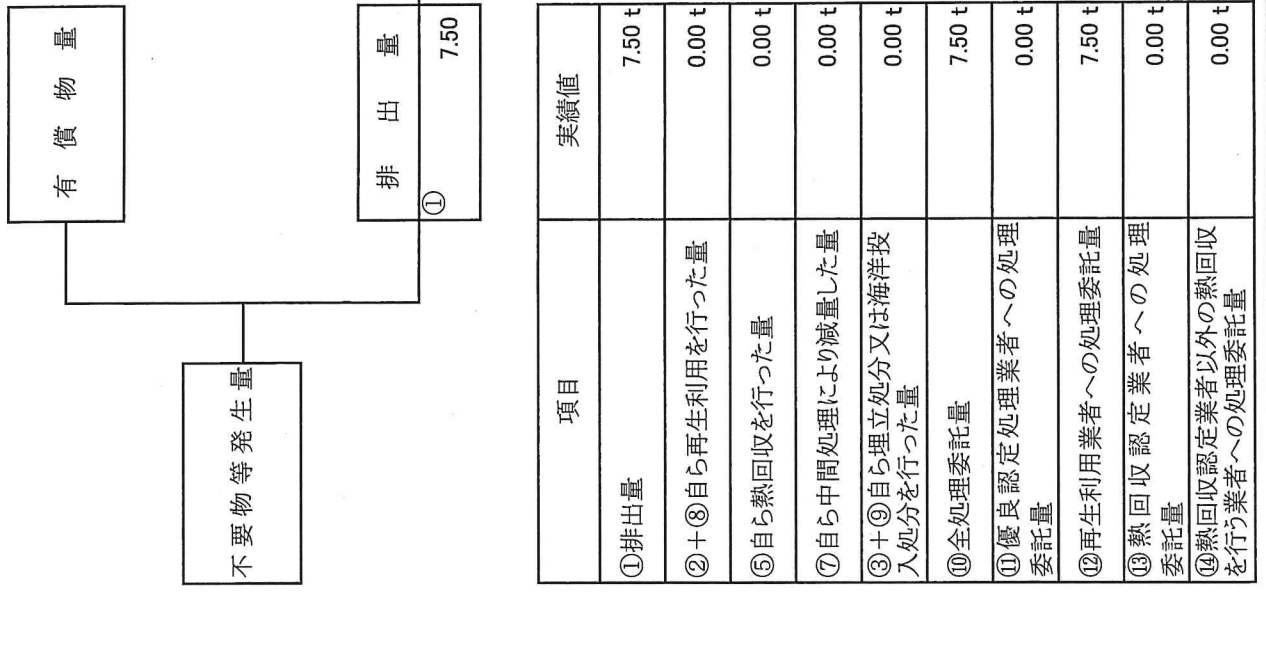 有償物量
不要物等発生量
排出量
①
7.50
項目 実績値
①排出量 7.50 t
②+⑧自ら再生利用を行った量 0.00 t
⑤自ら熱回収を行った量 0.00 t
⑦自ら中間処理により減量した量 0.00 t
③+⑨自ら埋立処分又は海洋投 0.00 t
入処分を行った量
⑩全処理委託量 7.50 t
⑪優良認定処理業者への処理 0.00 t
委託量
⑫再生利用業者への処理委託量 7.50 t
⑬熱回収認定業者への処理 0.00 t
委託量
⑭熱回収認定業者以外の熱回収 0.00 t
を行う業者への処理委託量